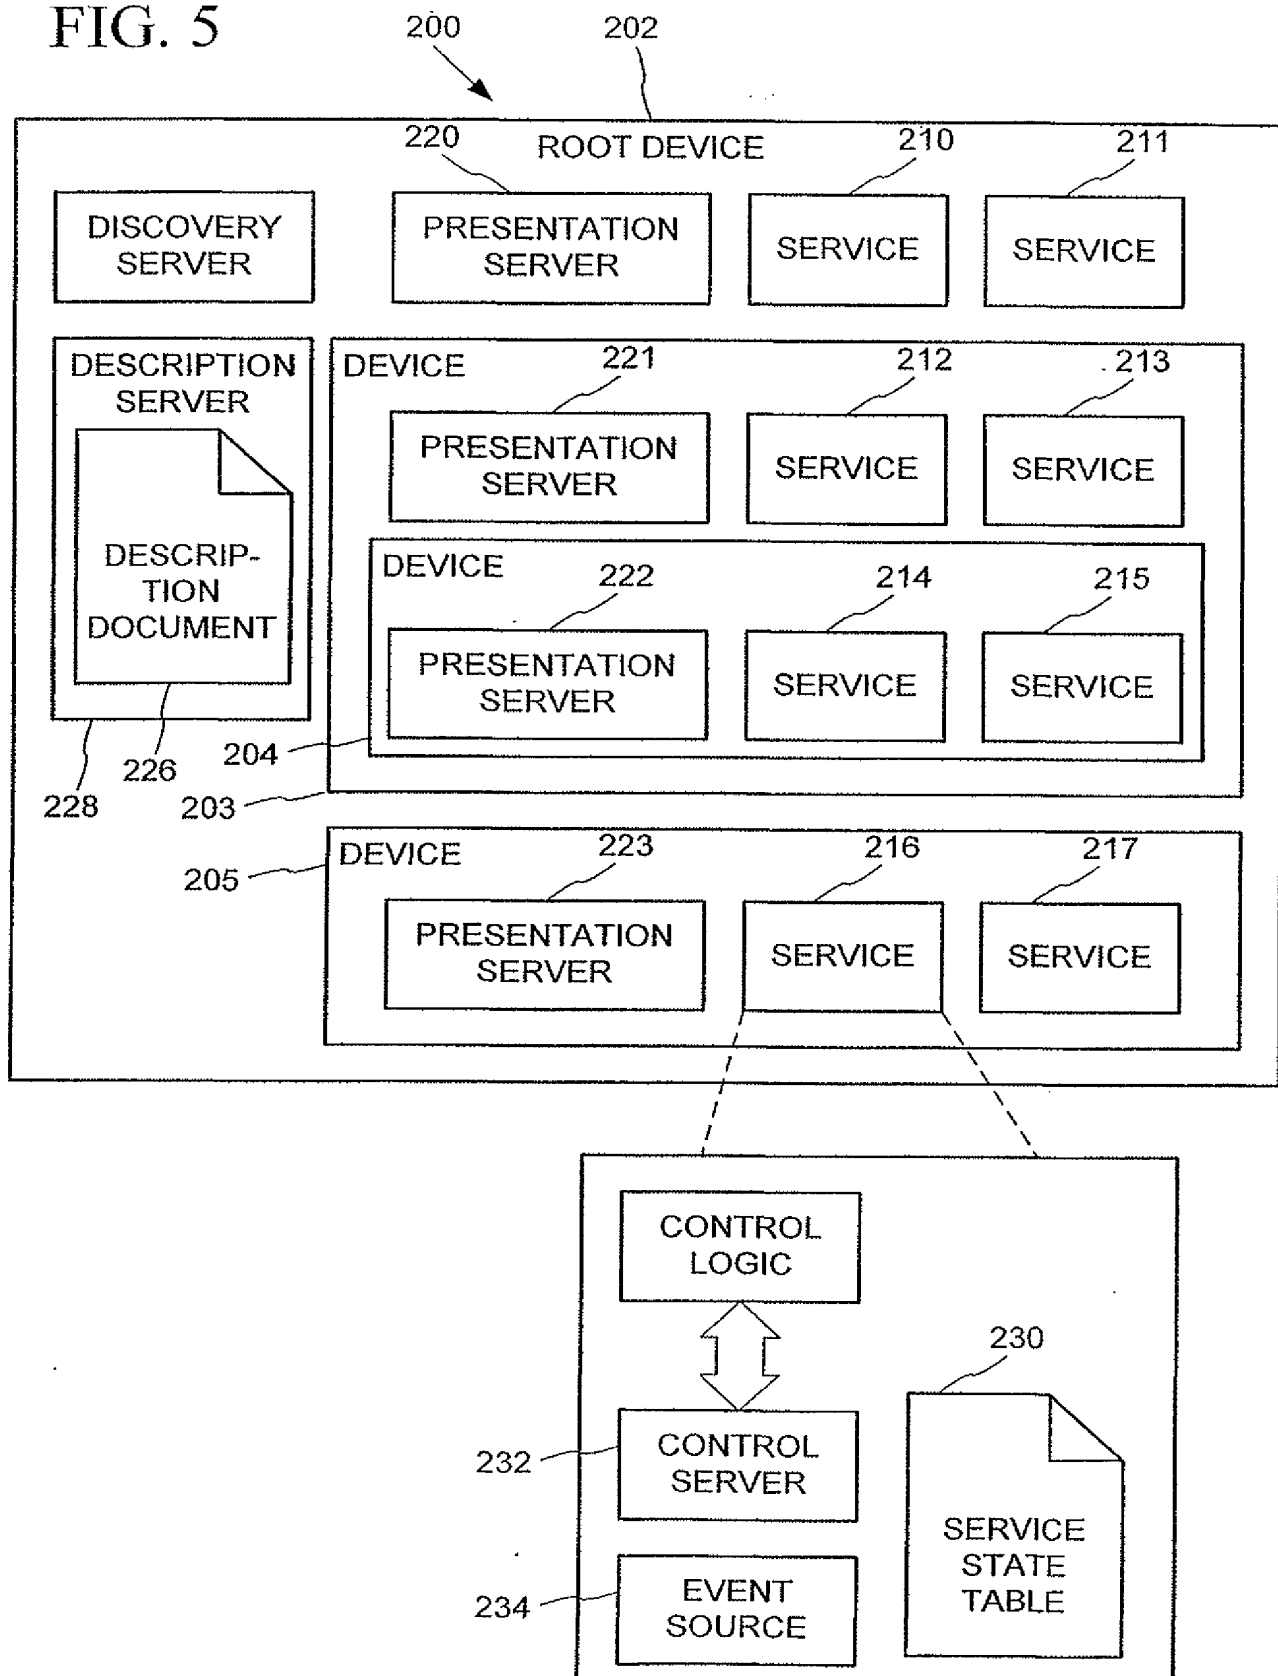 FIG. 5
200
202
ROOT DEVICE
220
210
211
DISCOVERY
SERVER
PRESENTATION
SERVER
SERVICE
SERVICE
DESCRIPTION
SERVER
DESCRIP-
TION
DOCUMENT
226
228
DEVICE
221
212
213
PRESENTATION
SERVER
SERVICE
SERVICE
DEVICE
222
214
215
PRESENTATION
SERVER
SERVICE
SERVICE
204
203
DEVICE
205
223
216
217
PRESENTATION
SERVER
SERVICE
SERVICE
CONTROL
LOGIC
230
232
CONTROL
SERVER
SERVICE
STATE
TABLE
234
EVENT
SOURCE